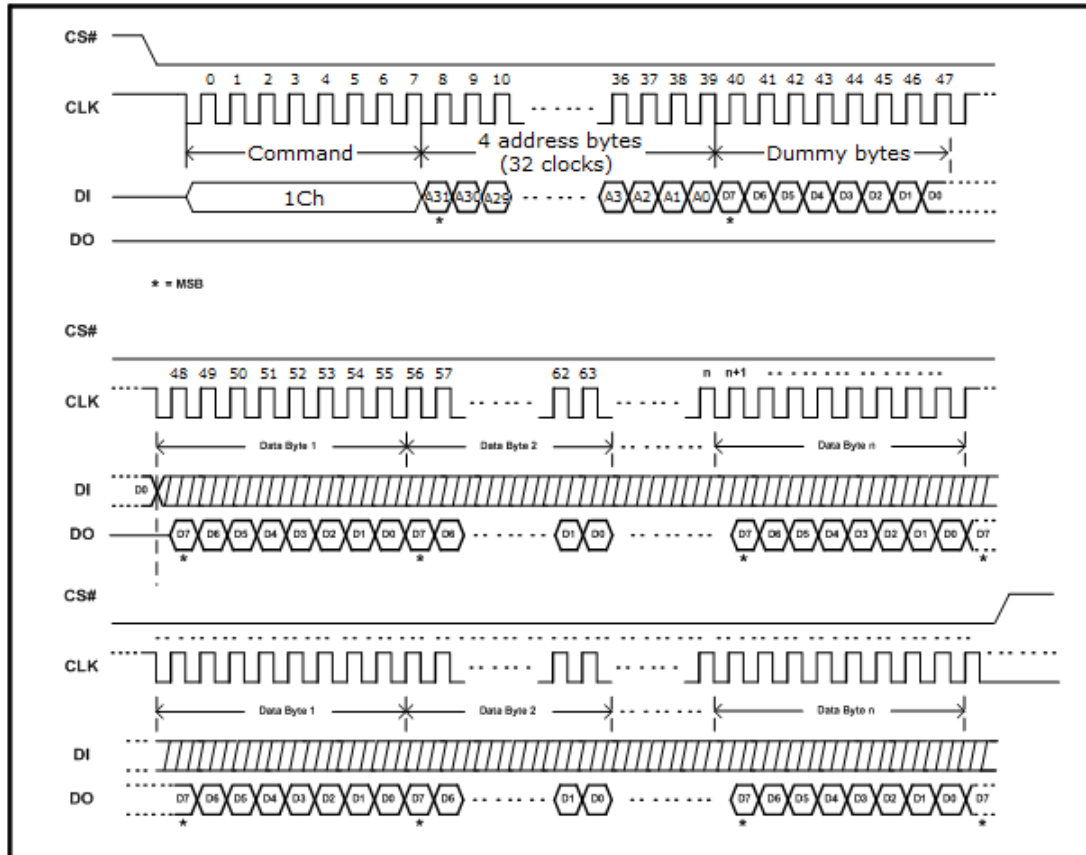 CS#
0 1 2 3 4 5 6 7 8 9 10 36 37 38 39 40 41 42 43 44 45 46 47
CLK
Command 4 address bytes (32 clocks) Dummy bytes
DI 1Ch A31 A30 A29 A3 A2 A1 A0 D7 D6 D5 D4 D3 D2 D1 D0
* *
DO
* = MSB
CS#
48 49 50 51 52 53 54 55 56 57 62 63 n n+1
CLK
Data Byte 1 Data Byte 2 Data Byte n
DI D0
DO D7 D6 D5 D4 D3 D2 D1 D0 D7 D6 D1 D0 D7 D6 D5 D4 D3 D2 D1 D0 D7
* * * *
CS#
CLK
Data Byte 1 Data Byte 2 Data Byte n
DI
DO D7 D6 D5 D4 D3 D2 D1 D0 D7 D6 D1 D0 D7 D6 D5 D4 D3 D2 D1 D0 D7
* * * *